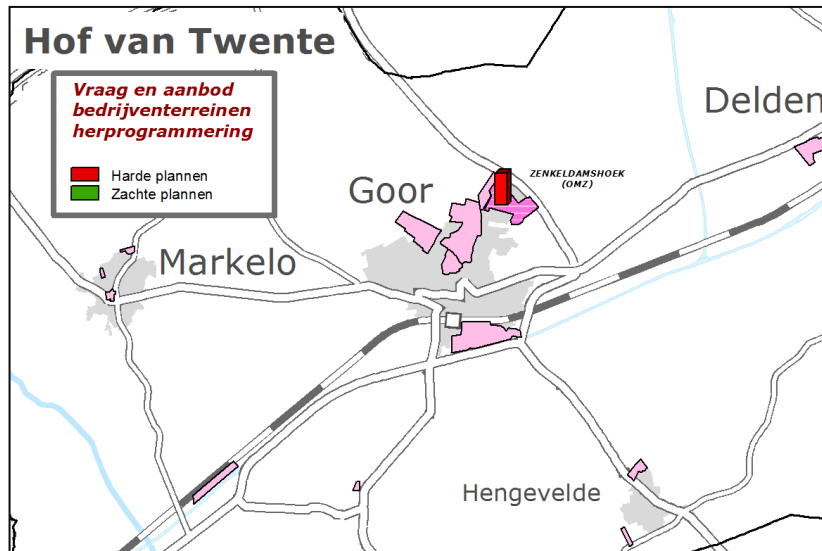 Hof van Twente
Vraag en aanbod
bedrijventerreinen
herprogrammering
Harde plannen
Zachte plannen
Delden
ZENKELDAMSHOEK
(OMZ)
Goor
Markelo
Hengevelde